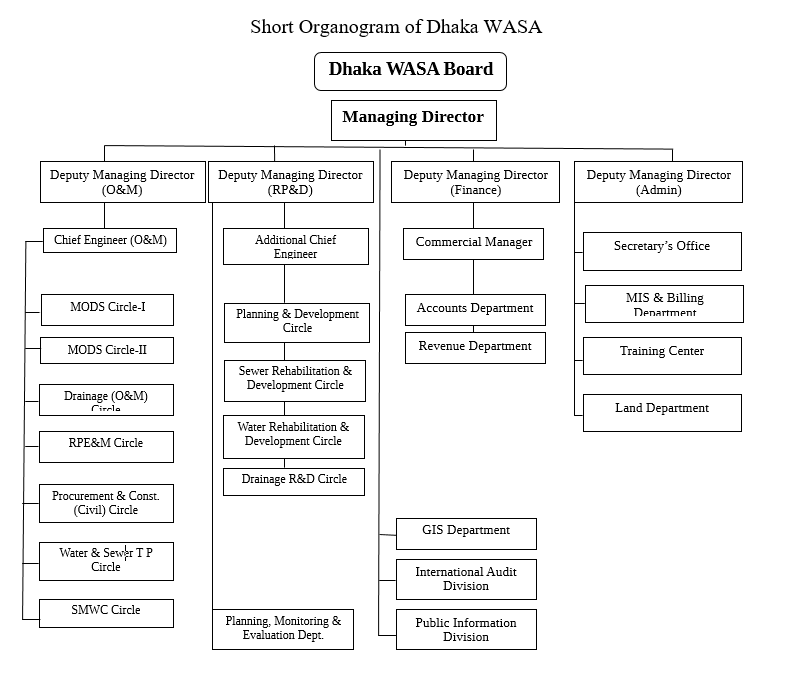 Short Organogram of Dhaka WASA
Dhaka WASA Board
Managing Director
Deputy Managing Director
(O&M)
Deputy Managing Director
(RP&D)
Deputy Managing Director
(Finance)
Deputy Managing Director
(Admin)
Chief Engineer (O&M)
MODS Circle-I
MODS Circle-II
Drainage (O&M)
Circle
RPE&M Circle
Procurement & Const.
(Civil) Circle
Water & Sewer T P
Circle
SMWC Circle
Additional Chief
Engineer
Planning & Development
Circle
Sewer Rehabilitation &
Development Circle
Water Rehabilitation &
Development Circle
Drainage R&D Circle
Planning, Monitoring &
Evaluation Dept.
Commercial Manager
Accounts Department
Revenue Department
GIS Department
International Audit
Division
Public Information
Division
Secretary’s Office
MIS & Billing
Department
Training Center
Land Department